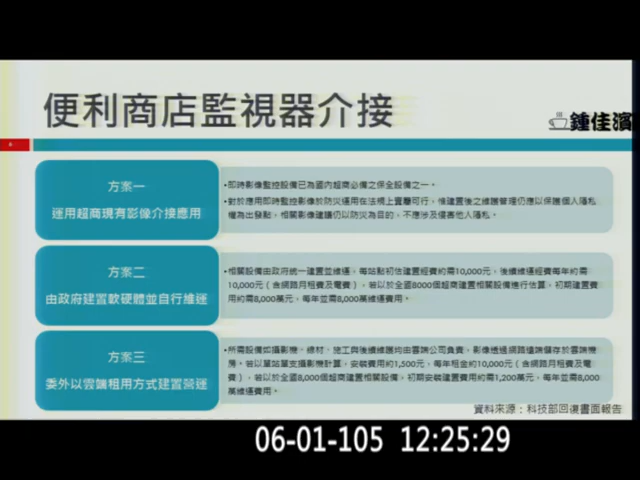 便利商店監視器介接
鍾佳濱
方案一
運用超商現有影像介接應用
•即時影像監控設備已為國內超商必備之保全設備之一。
•對於應用即時監控影像於防災運用在法規上實屬可行，惟建置後之維護管理仍應以保護個人隱私
權為出發點，相關影像建議仍以防災為目的，不應涉及侵害他人隱私。
方案二
由政府建置軟硬體並自行維運
•相關設備由政府統一建置並維運，每站點初估建置經費約需10,000元，後續維運經費每年約需
10,000元（含網路月租費及電費），若以於全國8000個超商建置相關設備進行估算，初期建置費
用約需8,000萬元，每年並需8,000萬維運費用。
方案三
委外以雲端租用方式建置營運
•所需設備如攝影機、線材、施工與後續維護均由雲端公司負責，影像透過網路遠端儲存於雲端機
房。若以單站單支攝影機計算，安裝費用約1,500元，每年租金約10,000元（含網路月租費及電
費），若以於全國8,000個超商建置相關設備，初期安裝建置費用約需1,200萬元，每年並需8,000
萬維運費用。
資料來源：科技部回復書面報告
06-01-105 12:25:29